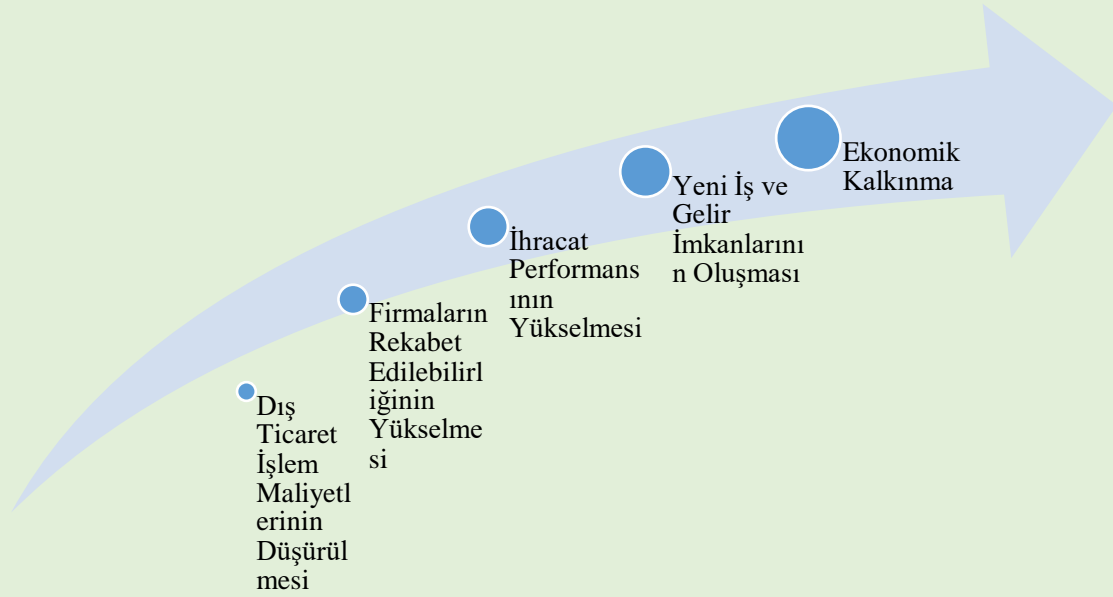 Dış
Ticaret
İşlem
Maliyetl
erinin
Düşürül
mesi
Firmaların
Rekabet
Edilebilirl
iğinin
Yükselme
si
İhracat
Performans
ının
Yükselmesi
Yeni İş ve
Gelir
İmkanlarını
n Oluşması
Ekonomik
Kalkınma